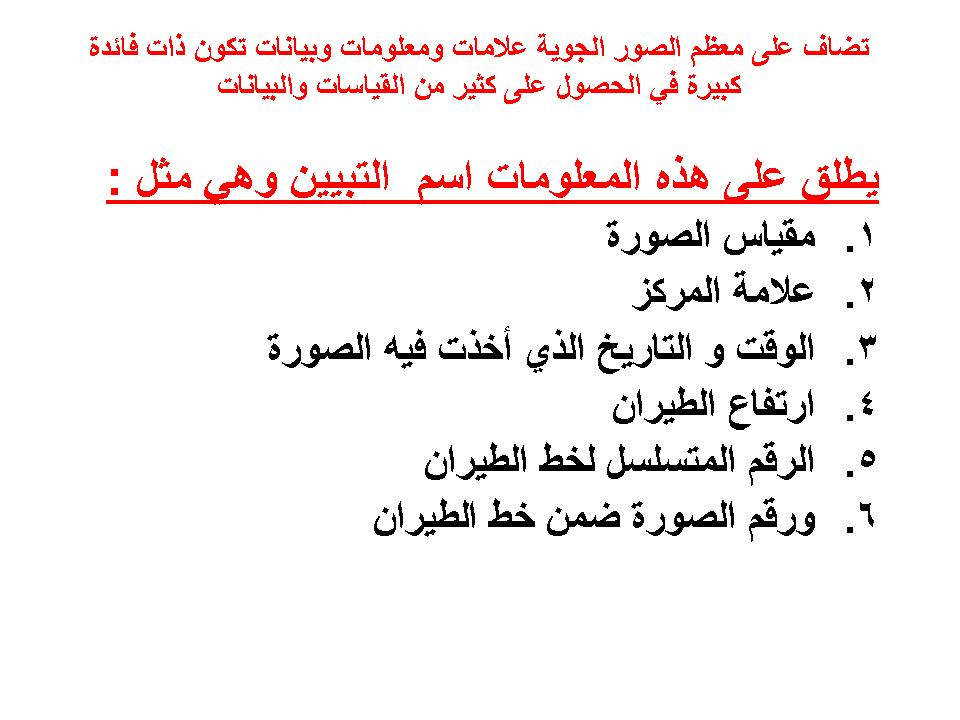 تضاف على معظم الصور الجوية علامات ومعلومات وبيانات تكون ذات فائدة
كبيرة في الحصول على كثير من القياسات والبيانات
يطلق على هذه المعلومات اسم التبيين وهي مثل :
١. مقياس الصورة
٢. علامة المركز
٣. الوقت و التاريخ الذي أخذت فيه الصورة
٤. ارتفاع الطيران
٥. الرقم المتسلسل لخط الطيران
٦. ورقم الصورة ضمن خط الطيران